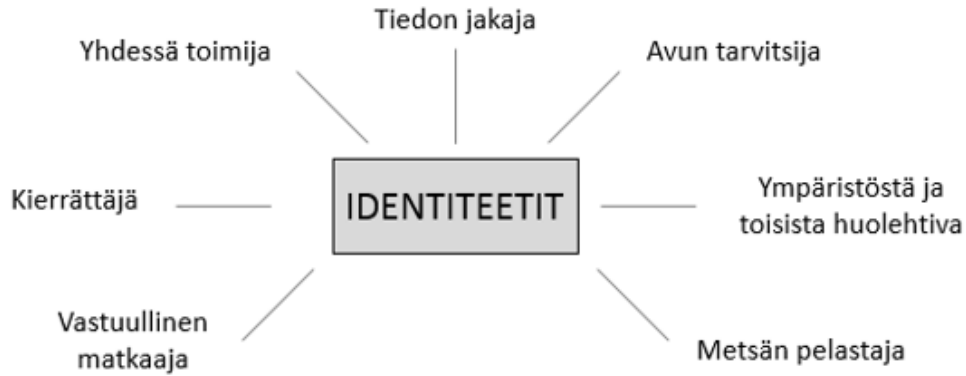 Tiedon jakaja
Yhdessä toimija
Avun tarvitsija
Kierrättäjä
IDENTITEETIT
Ympäristöstä ja
toisista huolehtiva
Vastuullinen
matkaaja
Metsän pelastaja